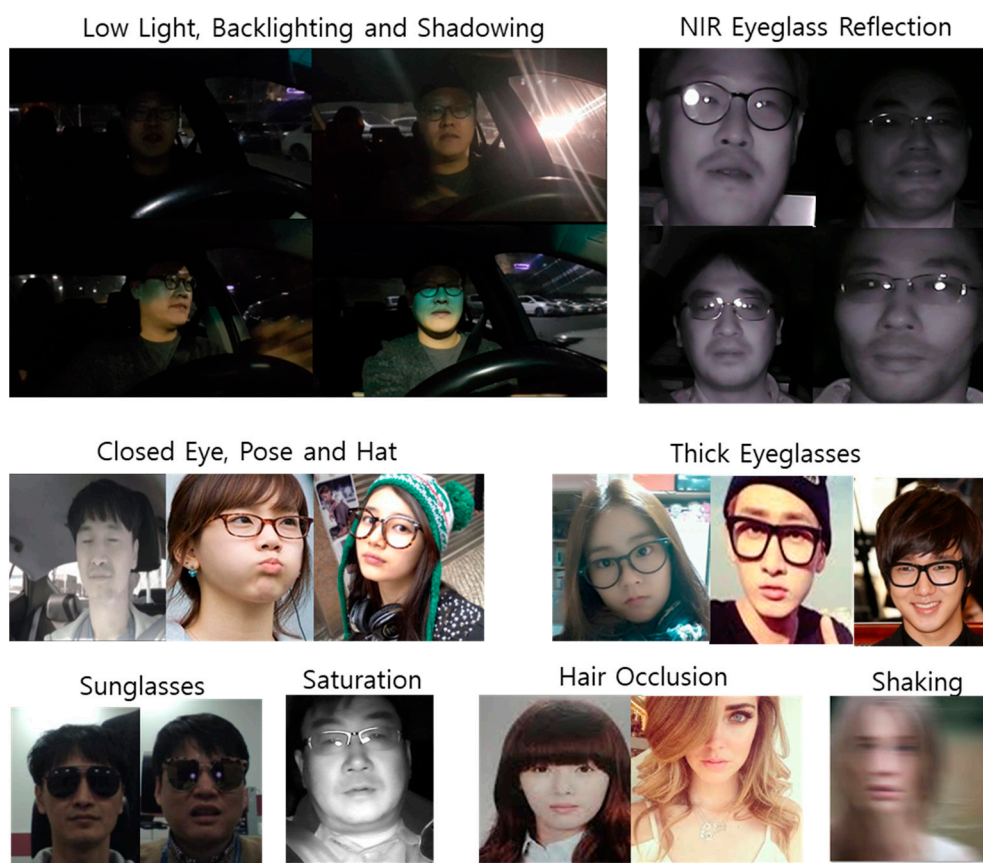 Low Light, Backlighting and Shadowing
NIR Eyeglass Reflection
Closed Eye, Pose and Hat
Thick Eyeglasses
Sunglasses
Saturation
Hair Occlusion
Shaking